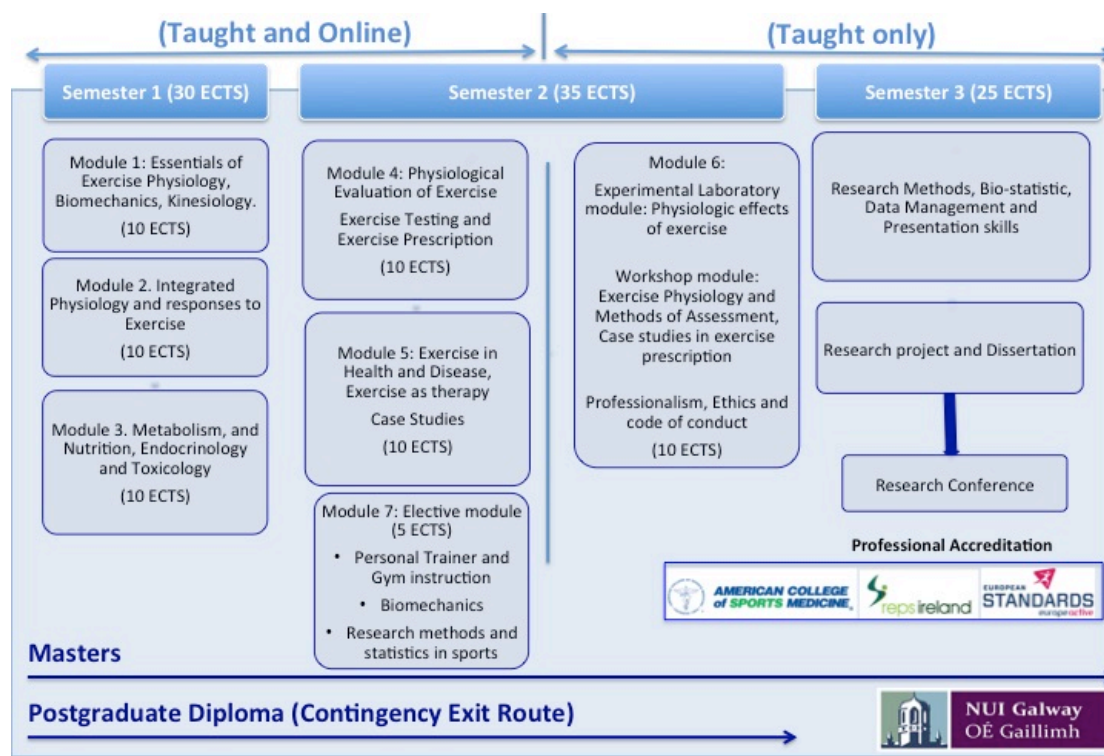 (Taught and Online)
(Taught only)
Semester 1 (30 ECTS)
Semester 2 (35 ECTS)
Semester 3 (25 ECTS)
Module 1: Essentials of
Exercise Physiology,
Biomechanics, Kinesiology.
(10 ECTS)
Module 2. Integrated
Physiology and responses to
Exercise
(10 ECTS)
Module 3. Metabolism, and
Nutrition, Endocrinology
and Toxicology
(10 ECTS)
Module 4: Physiological
Evaluation of Exercise
Exercise Testing and
Exercise Prescription
(10 ECTS)
Module 5: Exercise in
Health and Disease,
Exercise as therapy
Case Studies
(10 ECTS)
Module 7: Elective module
(5 ECTS)
• Personal Trainer and
Gym instruction
• Biomechanics
• Research methods and
statistics in sports
Module 6:
Experimental Laboratory
module: Physiologic effects
of exercise
Workshop module:
Exercise Physiology and
Methods of Assessment,
Case studies in exercise
prescription
Professionalism, Ethics and
code of conduct
(10 ECTS)
Research Methods, Bio-statistic,
Data Management and
Presentation skills
Research project and Dissertation
Research Conference
Professional Accreditation
AMERICAN COLLEGE
of SPORTS MEDICINE
reps ireland
EUROPEAN
STANDARDS
europeactive
Masters
Postgraduate Diploma (Contingency Exit Route)
NUI Galway
OÉ Gaillimh